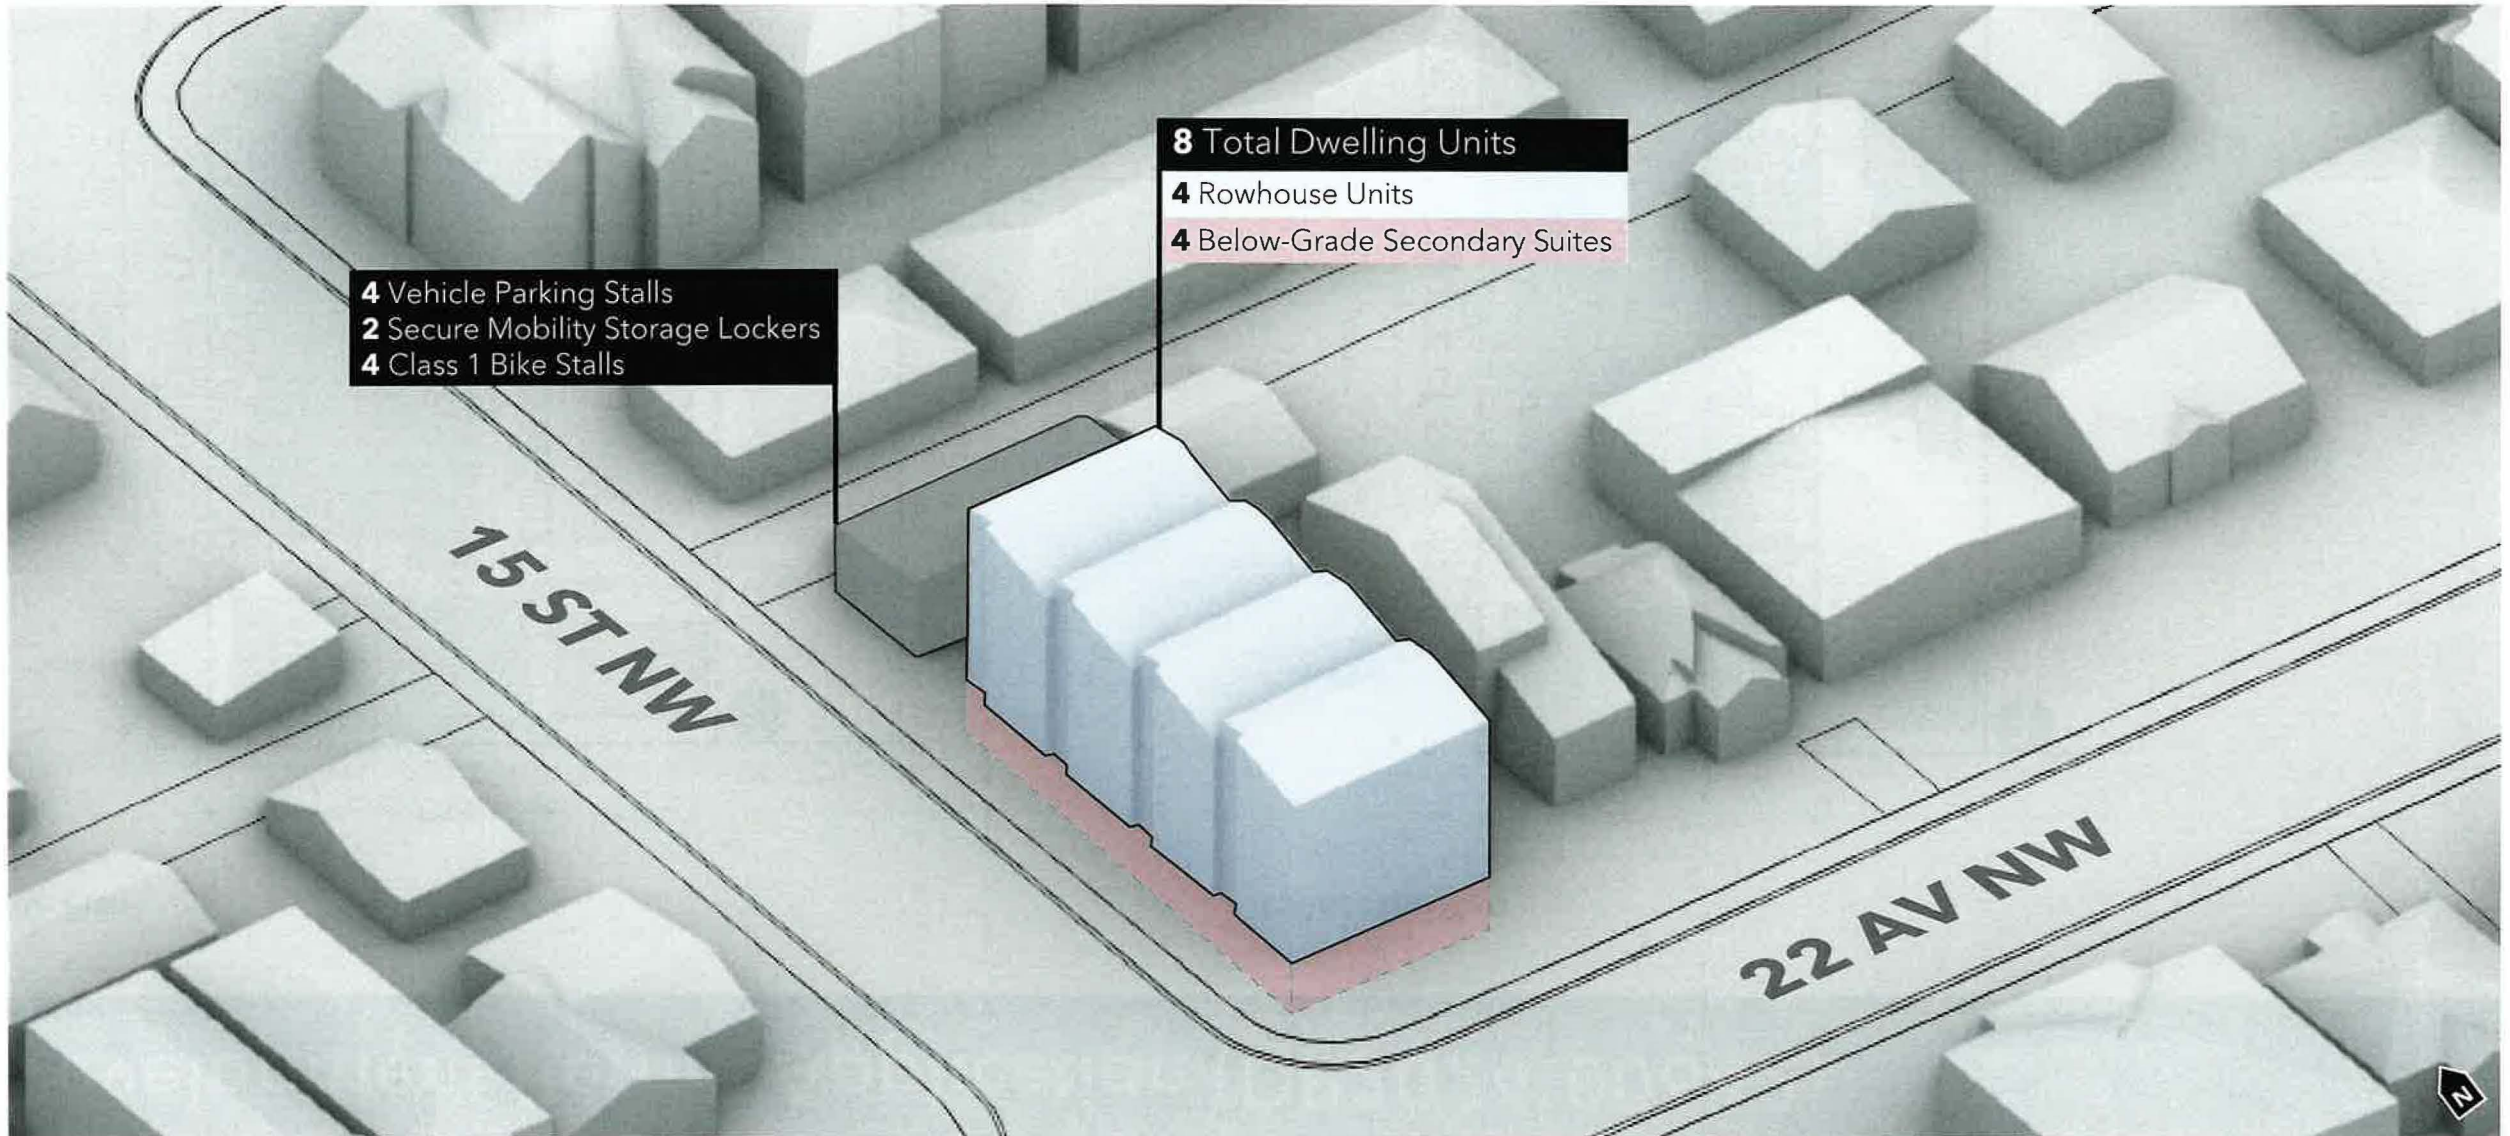 8 Total Dwelling Units
4 Rowhouse Units
4 Below-Grade Secondary Suites
4 Vehicle Parking Stalls
2 Secure Mobility Storage Lockers
4 Class 1 Bike Stalls
15 ST NW
22 AV NW
N